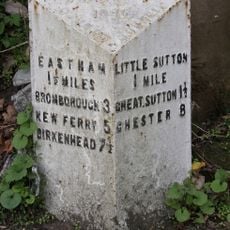 EASTHAM
1½ MILES
BROMBOROUGH 3
NEW FERRY 5
BIRKENHEAD 7½
LITTLE SUTTON
1 MILE
GREAT SUTTON 1½
CHESTER 8